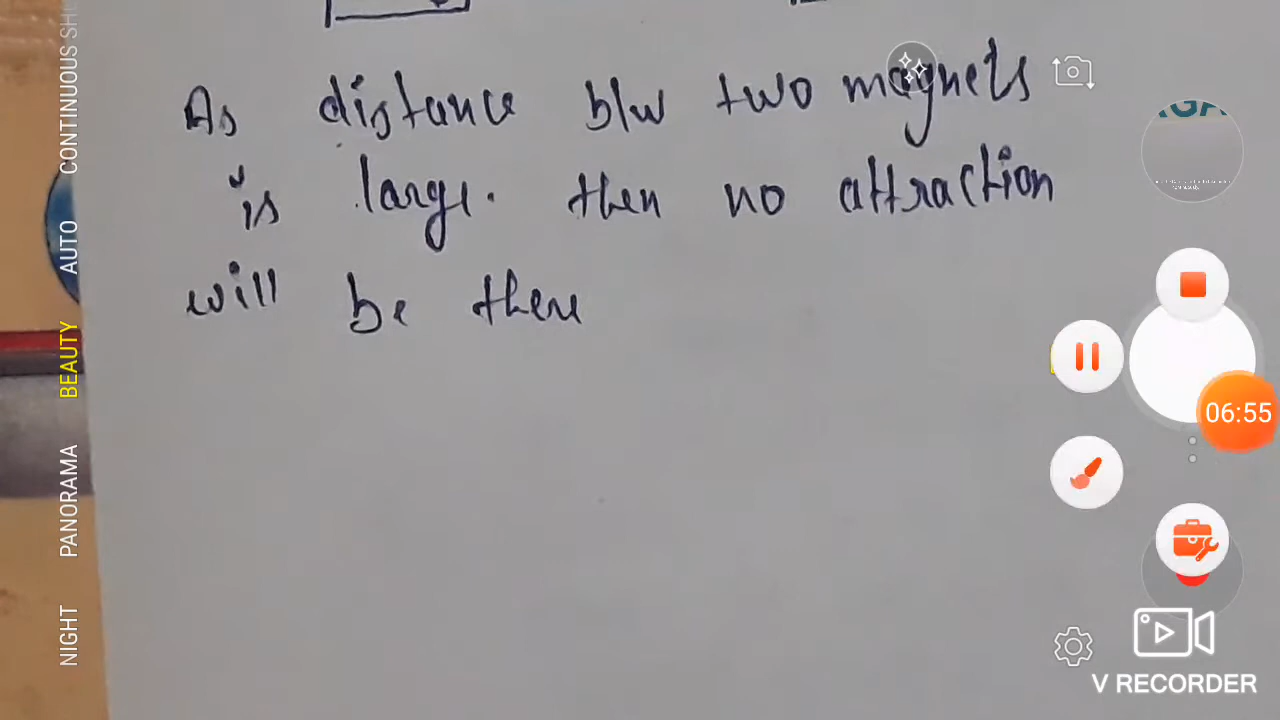 As distance b/w two magnets
is large. then no attraction
will be there
CONTINUOUS SH
AUTO
BEAUTY
PANORAMA
NIGHT
06:55
V RECORDER